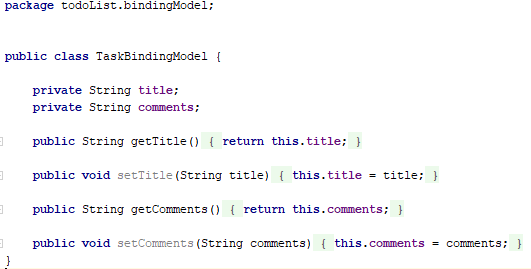 package todoList.bindingModel;
public class TaskBindingModel {
private String title;
private String comments;
public String getTitle() { return this.title; }
public void setTitle(String title) { this.title = title; }
public String getComments() { return this.comments; }
public void setComments(String comments) { this.comments = comments; }
}